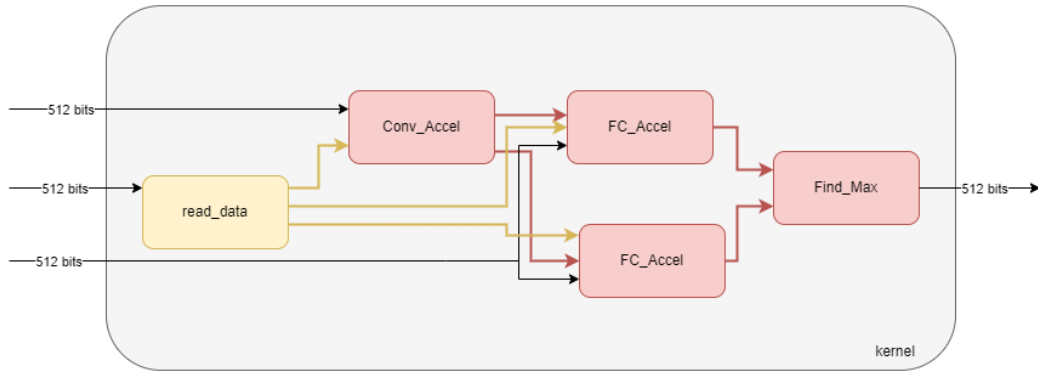 512 bits
Conv_Accel
FC_Accel
512 bits
read_data
Find_Max
512 bits
512 bits
FC_Accel
kernel